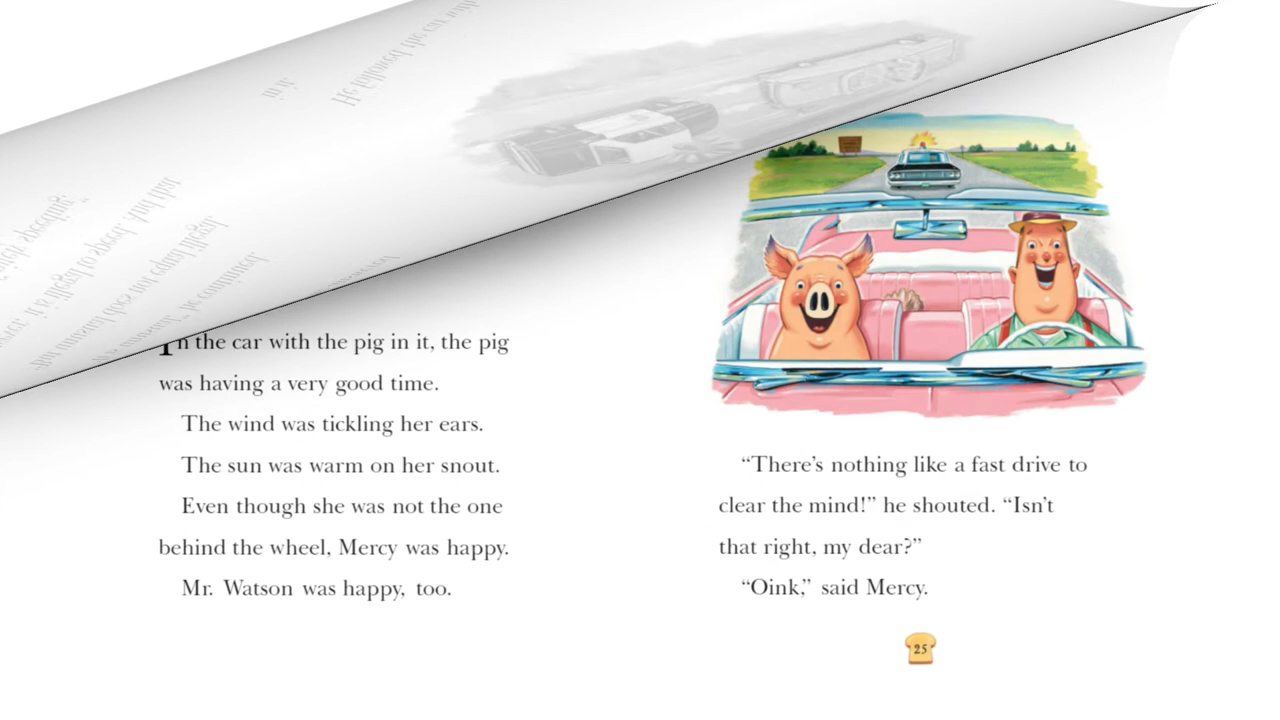 In the car with the pig in it, the pig
was having a very good time.
The wind was tickling her ears.
The sun was warm on her snout.
Even though she was not the one
behind the wheel, Mercy was happy.
Mr. Watson was happy, too.
“There’s nothing like a fast drive to
clear the mind!” he shouted. “Isn’t
that right, my dear?”
“Oink,” said Mercy.
25